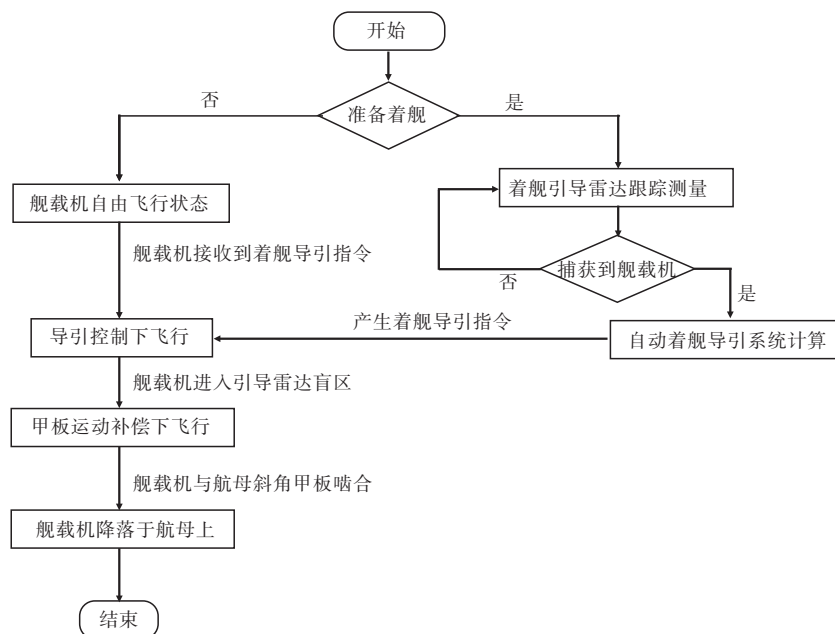 开始
准备着舰
否
是
舰载机自由飞行状态
着舰引导雷达跟踪测量
舰载机接收到着舰导引指令
捕获到舰载机
否
是
产生着舰导引指令
导引控制下飞行
自动着舰导引系统计算
舰载机进入引导雷达盲区
甲板运动补偿下飞行
舰载机与航母斜角甲板啮合
舰载机降落于航母上
结束